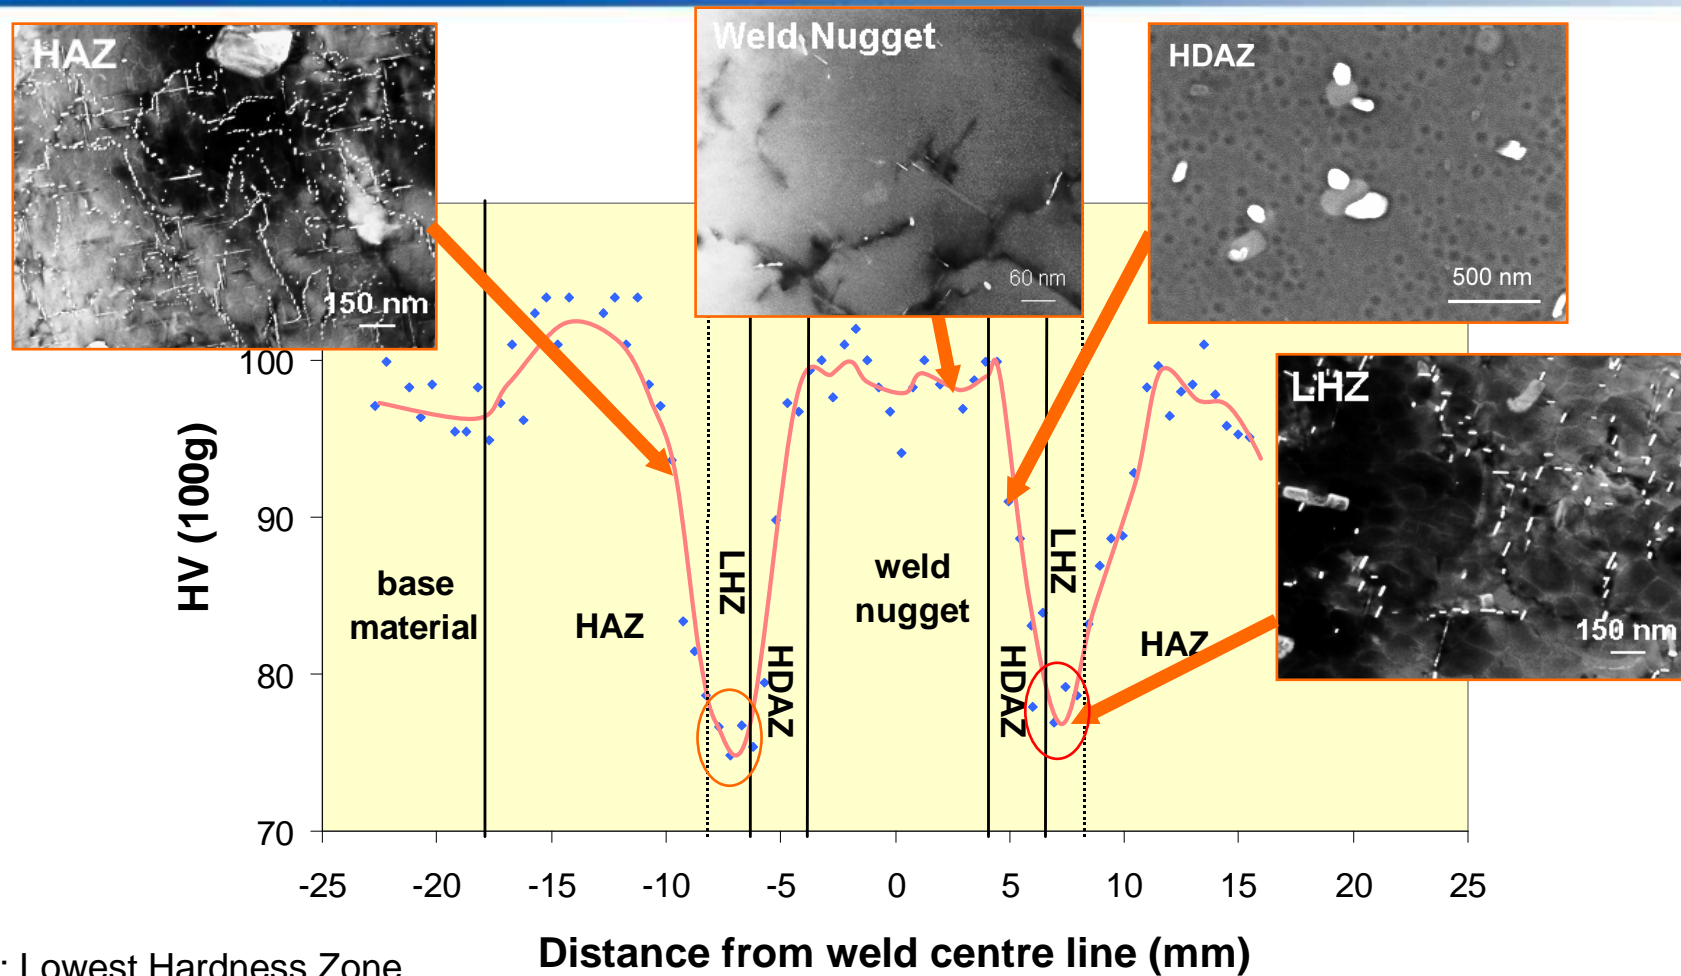 HAZ
150 nm
Weld Nugget
60 nm
HDAZ
500 nm
LHZ
150 nm
HV (100g)
100
90
80
70
base
material
HAZ
LHZ
HDAZ
weld
nugget
HDAZ
LHZ
HAZ
-25 -20 -15 -10 -5 0 5 10 15 20 25
Distance from weld centre line (mm)
: Lowest Hardness Zone